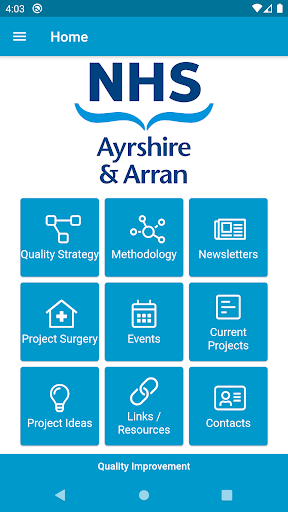 4:03
Home
NHS
Ayrshire
& Arran
Quality Strategy
Methodology
Newsletters
Project Surgery
Events
Current
Projects
Project Ideas
Links /
Resources
Contacts
Quality Improvement